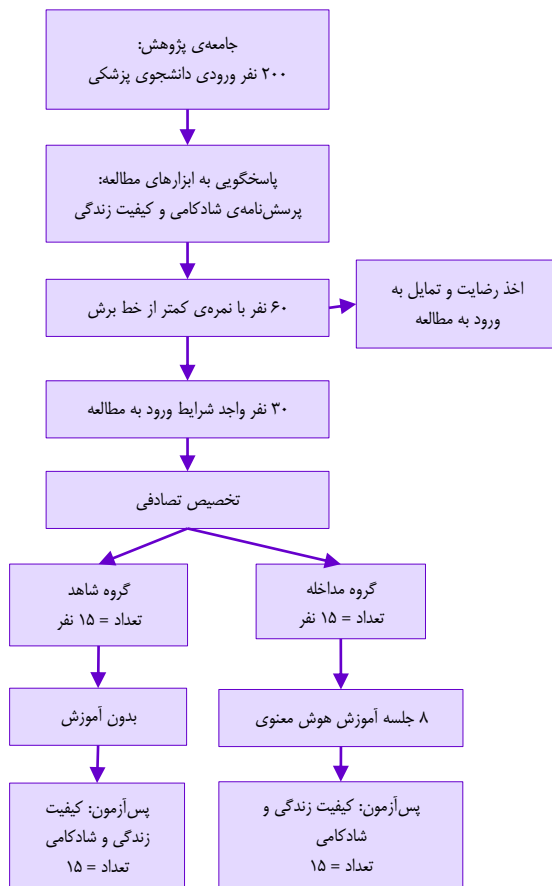 جامعه‌ی پژوهش:
۲۰۰ نفر ورودی دانشجوی پزشکی
پاسخگویی به ابزارهای مطالعه:
پرسش‌نامه‌ی شادکامی و کیفیت زندگی
۶۰ نفر با نمره‌ی کمتر از خط برش
اخذ رضایت و تمایل به
ورود به مطالعه
۳۰ نفر واجد شرایط ورود به مطالعه
تخصیص تصادفی
گروه مداخله
تعداد = ۱۵ نفر
گروه شاهد
تعداد = ۱۵ نفر
۸ جلسه آموزش هوش معنوی
بدون آموزش
پس‌آزمون: کیفیت زندگی و
شادکامی
تعداد = ۱۵
پس‌آزمون: کیفیت
زندگی و شادکامی
تعداد = ۱۵